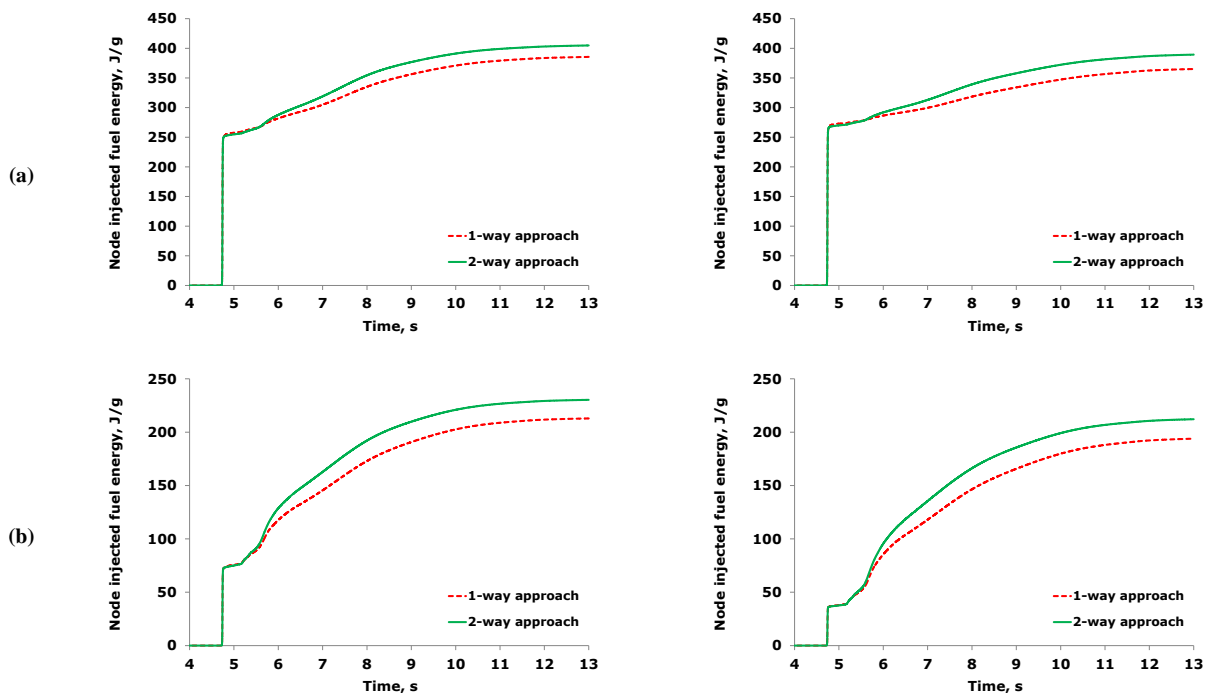 (a)
Node injected fuel energy, J/g
450
400
350
300
250
200
150
100
50
0
4 5 6 7 8 9 10 11 12 13
Time, s
1-way approach
2-way approach
Node injected fuel energy, J/g
450
400
350
300
250
200
150
100
50
0
4 5 6 7 8 9 10 11 12 13
Time, s
1-way approach
2-way approach
(b)
Node injected fuel energy, J/g
250
200
150
100
50
0
4 5 6 7 8 9 10 11 12 13
Time, s
1-way approach
2-way approach
Node injected fuel energy, J/g
250
200
150
100
50
0
4 5 6 7 8 9 10 11 12 13
Time, s
1-way approach
2-way approach